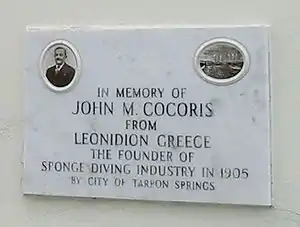 IN MEMORY OF
JOHN M. COCORIS
FROM
LEONIDION GREECE
THE FOUNDER OF
SPONGE DIVING INDUSTRY IN 1905
BY CITY OF TARPON SPRINGS